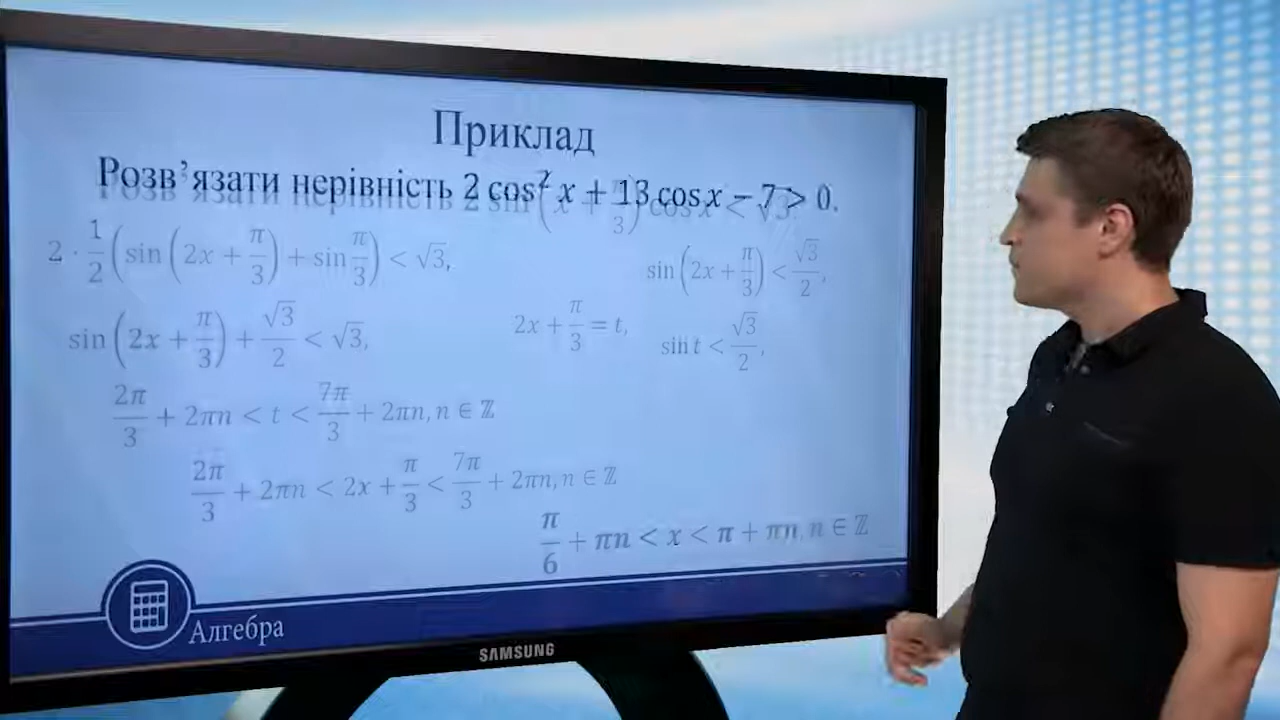 Приклад
Розв’язати нерівність 2 cos² x + 13 cos x − 7 > 0.
2 · 1/2 (sin(2x + π/3) + sin π/3) < √3,
sin(2x + π/3) < √3/2,
sin(2x + π/3) + √3/2 < √3,
2x + π/3 = t,
sin t < √3/2,
2π/3 + 2πn < t < 7π/3 + 2πn, n ∈ ℤ
2π/3 + 2πn < 2x + π/3 < 7π/3 + 2πn, n ∈ ℤ
π/6 + πn < x < π + πn, n ∈ ℤ
Алгебра
SAMSUNG